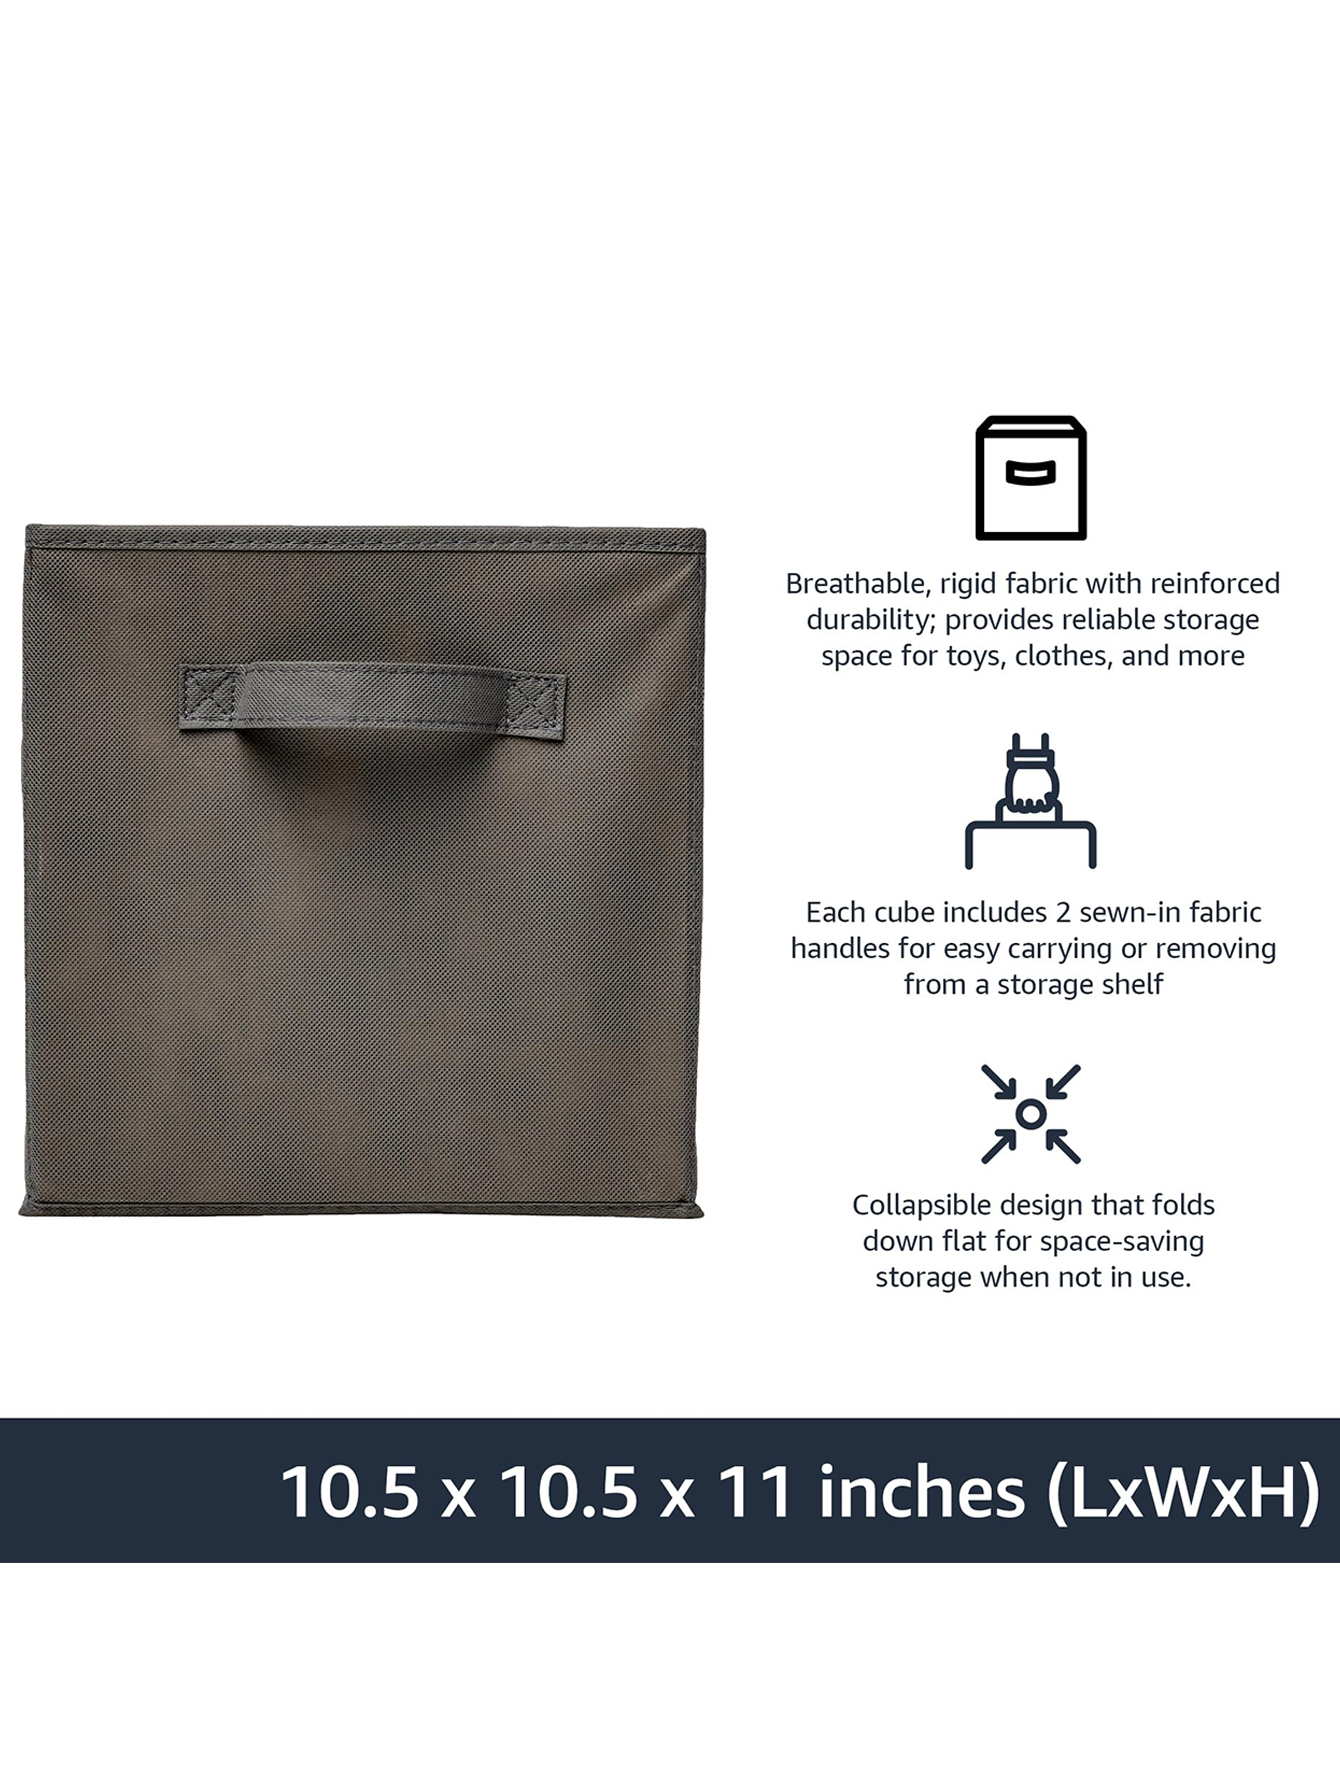 Breathable, rigid fabric with reinforced
durability; provides reliable storage
space for toys, clothes, and more
Each cube includes 2 sewn-in fabric
handles for easy carrying or removing
from a storage shelf
Collapsible design that folds
down flat for space-saving
storage when not in use.
10.5 x 10.5 x 11 inches (LxWxH)